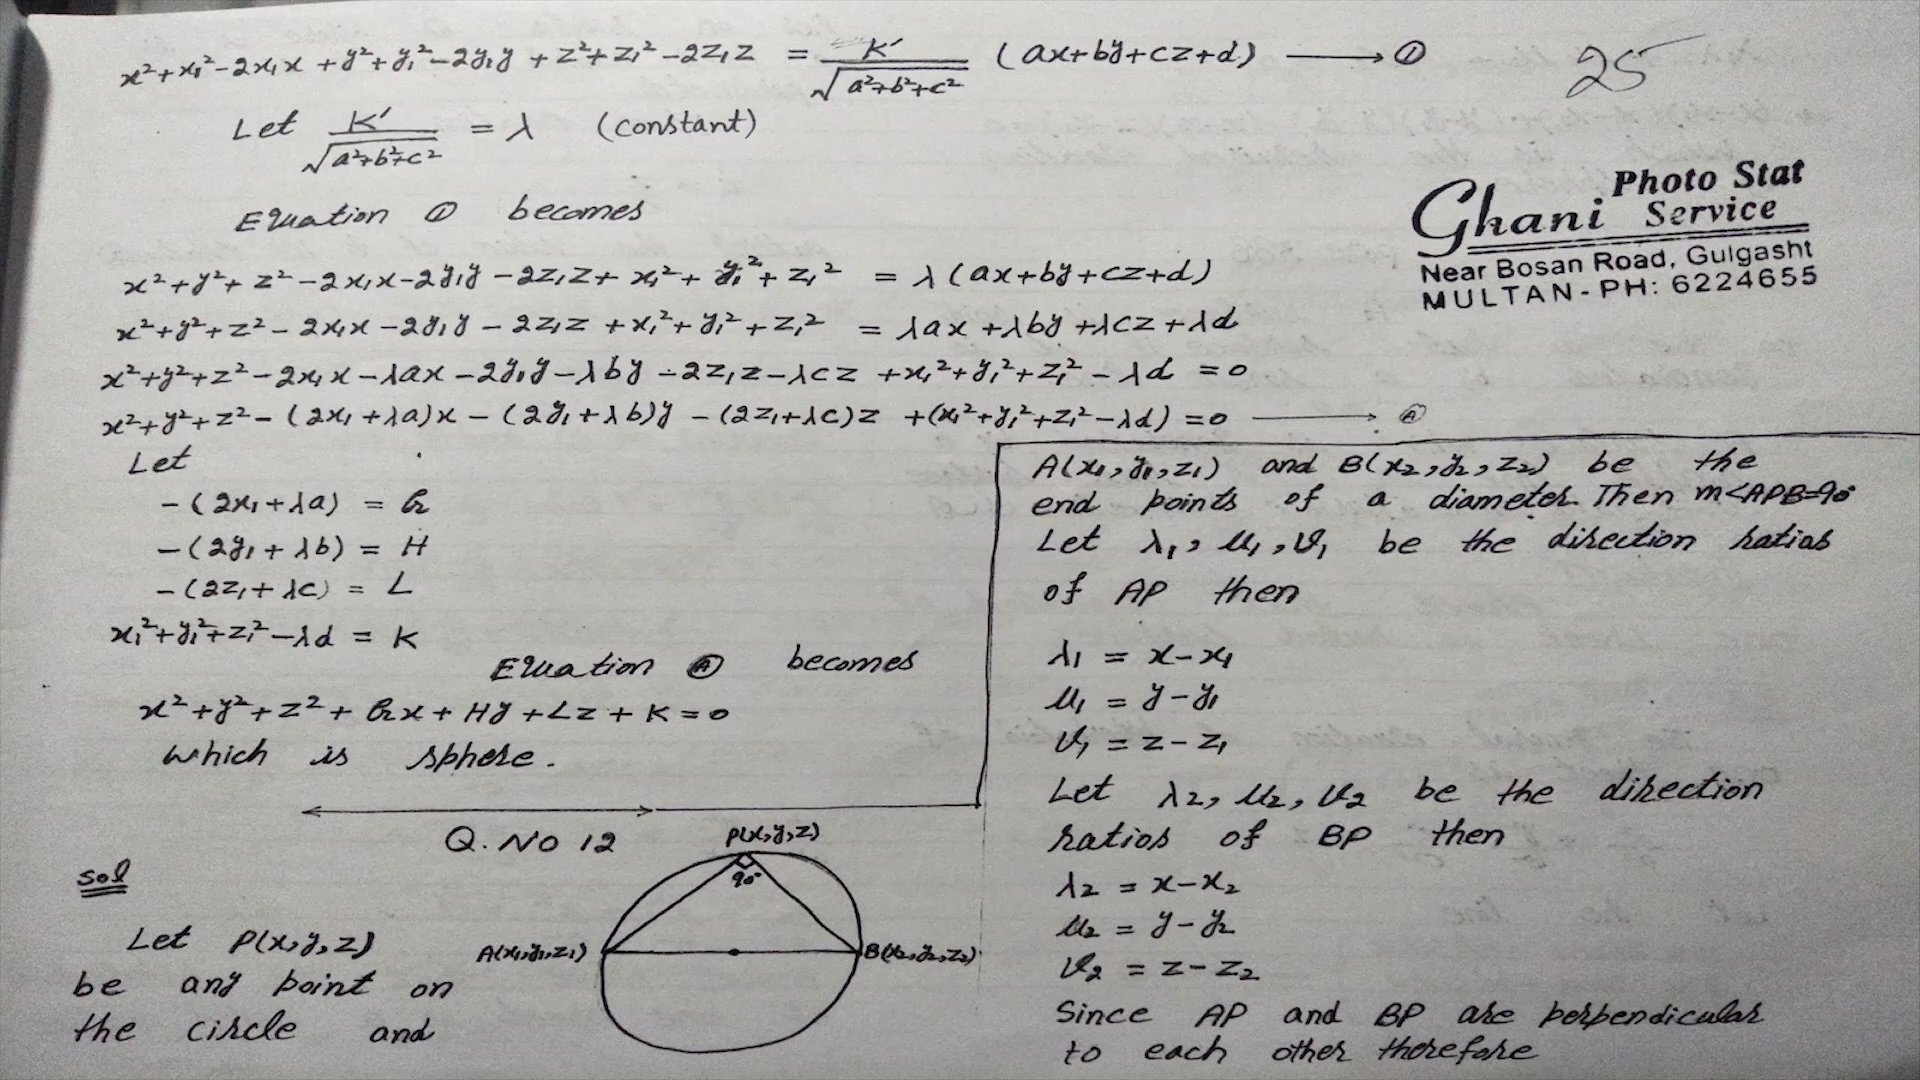 x²+x₁²-2x₁x+y²+y₁²-2y₁y+z²+z₁²-2z₁z = K′/√(a²+b²+c²) (ax+by+cz+d) ⟶ ①
25
Let K′/√(a²+b²+c²) = λ (constant)
Equation ① becomes
Ghani Photo Stat
Service
Near Bosan Road, Gulgasht
MULTAN-PH: 6224655
x²+y²+z²-2x₁x-2y₁y-2z₁z+x₁²+y₁²+z₁² = λ(ax+by+cz+d)
x²+y²+z²-2x₁x-2y₁y-2z₁z+x₁²+y₁²+z₁² = λax+λby+λcz+λd
x²+y²+z²-2x₁x-λax-2y₁y-λby-2z₁z-λcz+x₁²+y₁²+z₁²-λd = 0
x²+y²+z²-(2x₁+λa)x-(2y₁+λb)y-(2z₁+λc)z+(x₁²+y₁²+z₁²-λd)=0 ⟶ Ⓐ
Let
-(2x₁+λa) = G
-(2y₁+λb) = H
-(2z₁+λc) = L
x₁²+y₁²+z₁²-λd = K
Equation Ⓐ becomes
x²+y²+z²+Gx+Hy+Lz+K=0
which is sphere.
Q. NO 12
Sol
P(x,y,z)
90°
A(x₁,y₁,z₁)
B(x₂,y₂,z₂)
Let P(x,y,z)
be any point on
the circle and
A(x₁,y₁,z₁) and B(x₂,y₂,z₂) be the
end points of a diameter. Then m<APB=90°
Let λ₁, μ₁, ν₁ be the direction ratios
of AP then
λ₁ = x-x₁
μ₁ = y-y₁
ν₁ = z-z₁
Let λ₂, μ₂, ν₂ be the direction
ratios of BP then
λ₂ = x-x₂
μ₂ = y-y₂
ν₂ = z-z₂
Since AP and BP are perpendicular
to each other therefore